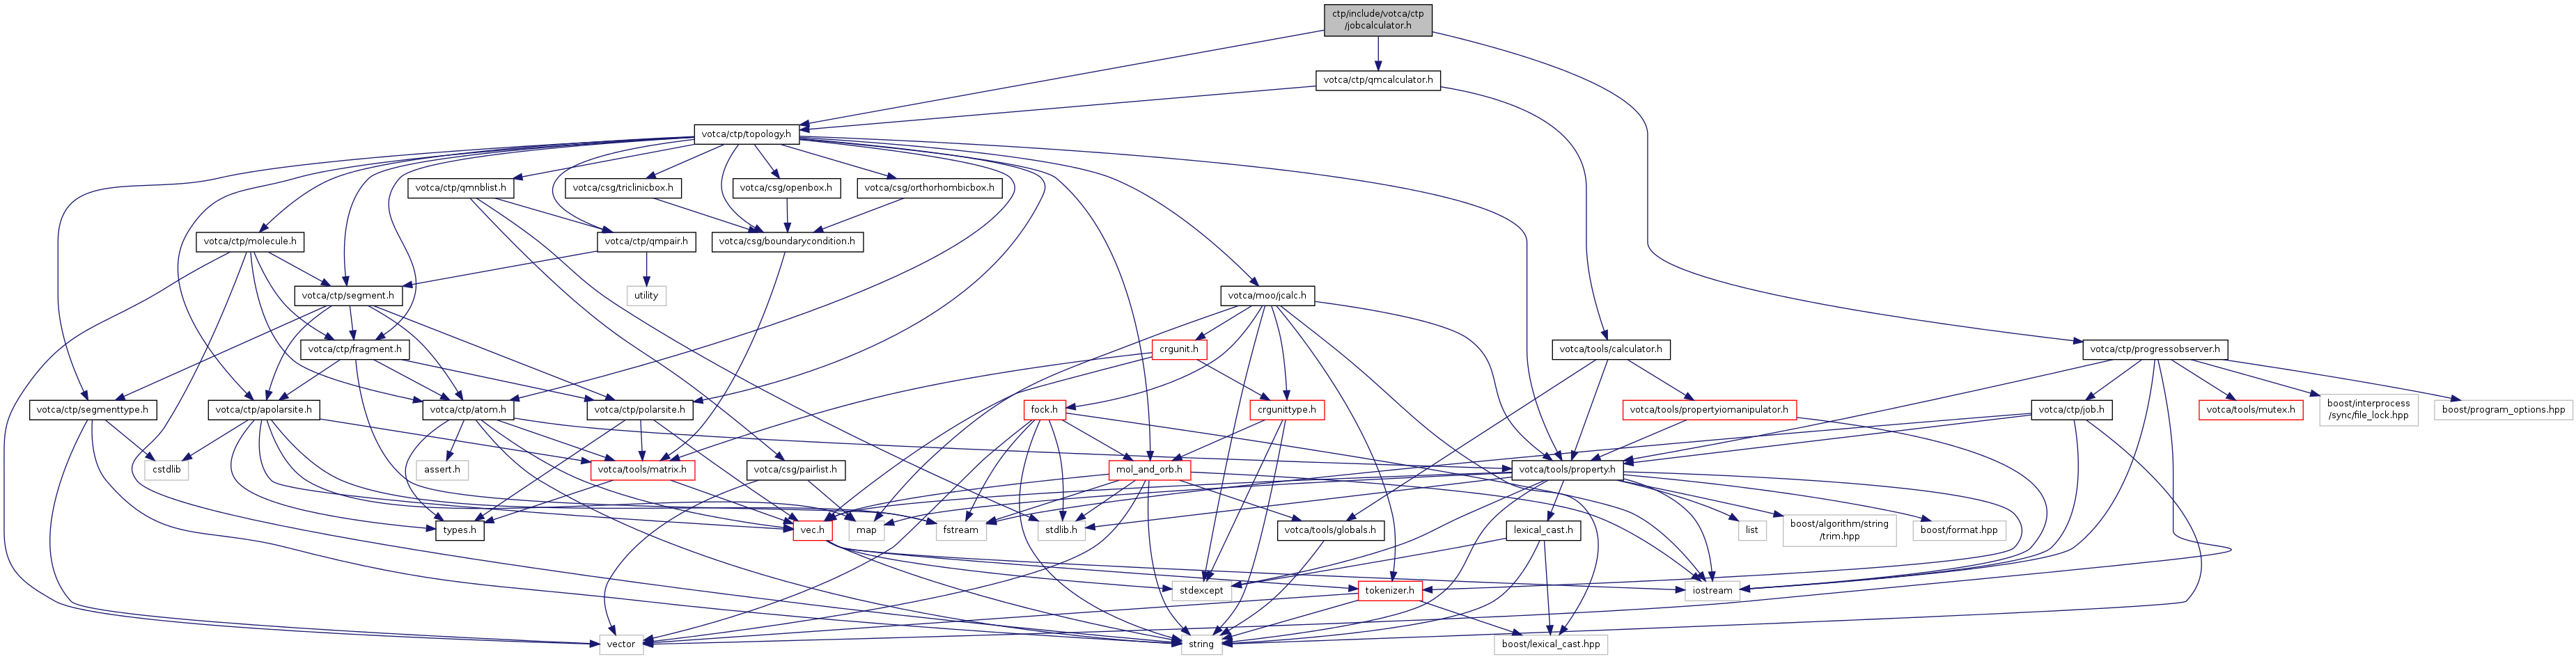 ctp/include/votca/ctp
/jobcalculator.h
votca/ctp/qmcalculator.h
votca/ctp/topology.h
votca/ctp/qmnblist.h
votca/csg/triclinicbox.h
votca/csg/openbox.h
votca/csg/orthorhombicbox.h
votca/ctp/molecule.h
votca/ctp/qmpair.h
votca/csg/boundarycondition.h
votca/ctp/segment.h
utility
votca/moo/jcalc.h
votca/ctp/fragment.h
crgunit.h
votca/tools/calculator.h
votca/ctp/progressobserver.h
votca/ctp/segmenttype.h
votca/ctp/apolarsite.h
votca/ctp/atom.h
votca/ctp/polarsite.h
fock.h
crgunittype.h
votca/tools/propertyiomanipulator.h
votca/ctp/job.h
votca/tools/mutex.h
boost/interprocess
/sync/file_lock.hpp
boost/program_options.hpp
cstdlib
assert.h
votca/tools/matrix.h
votca/csg/pairlist.h
mol_and_orb.h
votca/tools/property.h
types.h
vec.h
map
fstream
stdlib.h
votca/tools/globals.h
lexical_cast.h
list
boost/algorithm/string
/trim.hpp
boost/format.hpp
stdexcept
tokenizer.h
iostream
vector
string
boost/lexical_cast.hpp